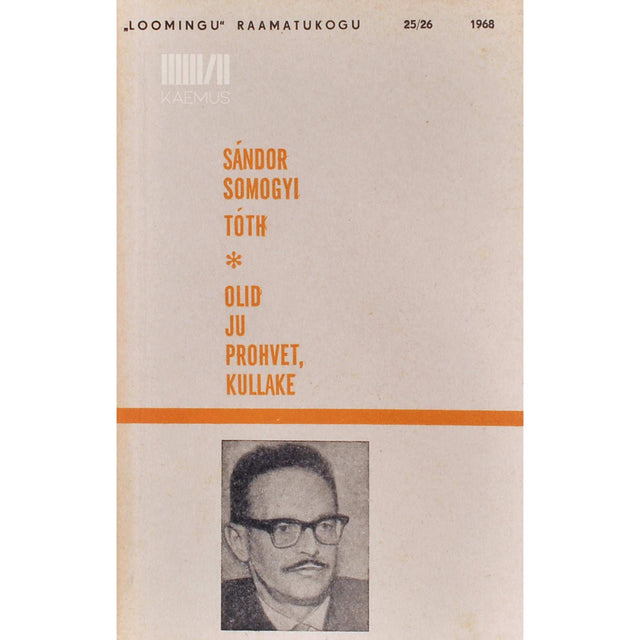 „LOOMINGU“ RAAMATUKOGU 25/26 1968
KAEMUS
SÁNDOR
SOMOGYI
TÓTH
*
OLID
JU
PROHVET,
KULLAKE